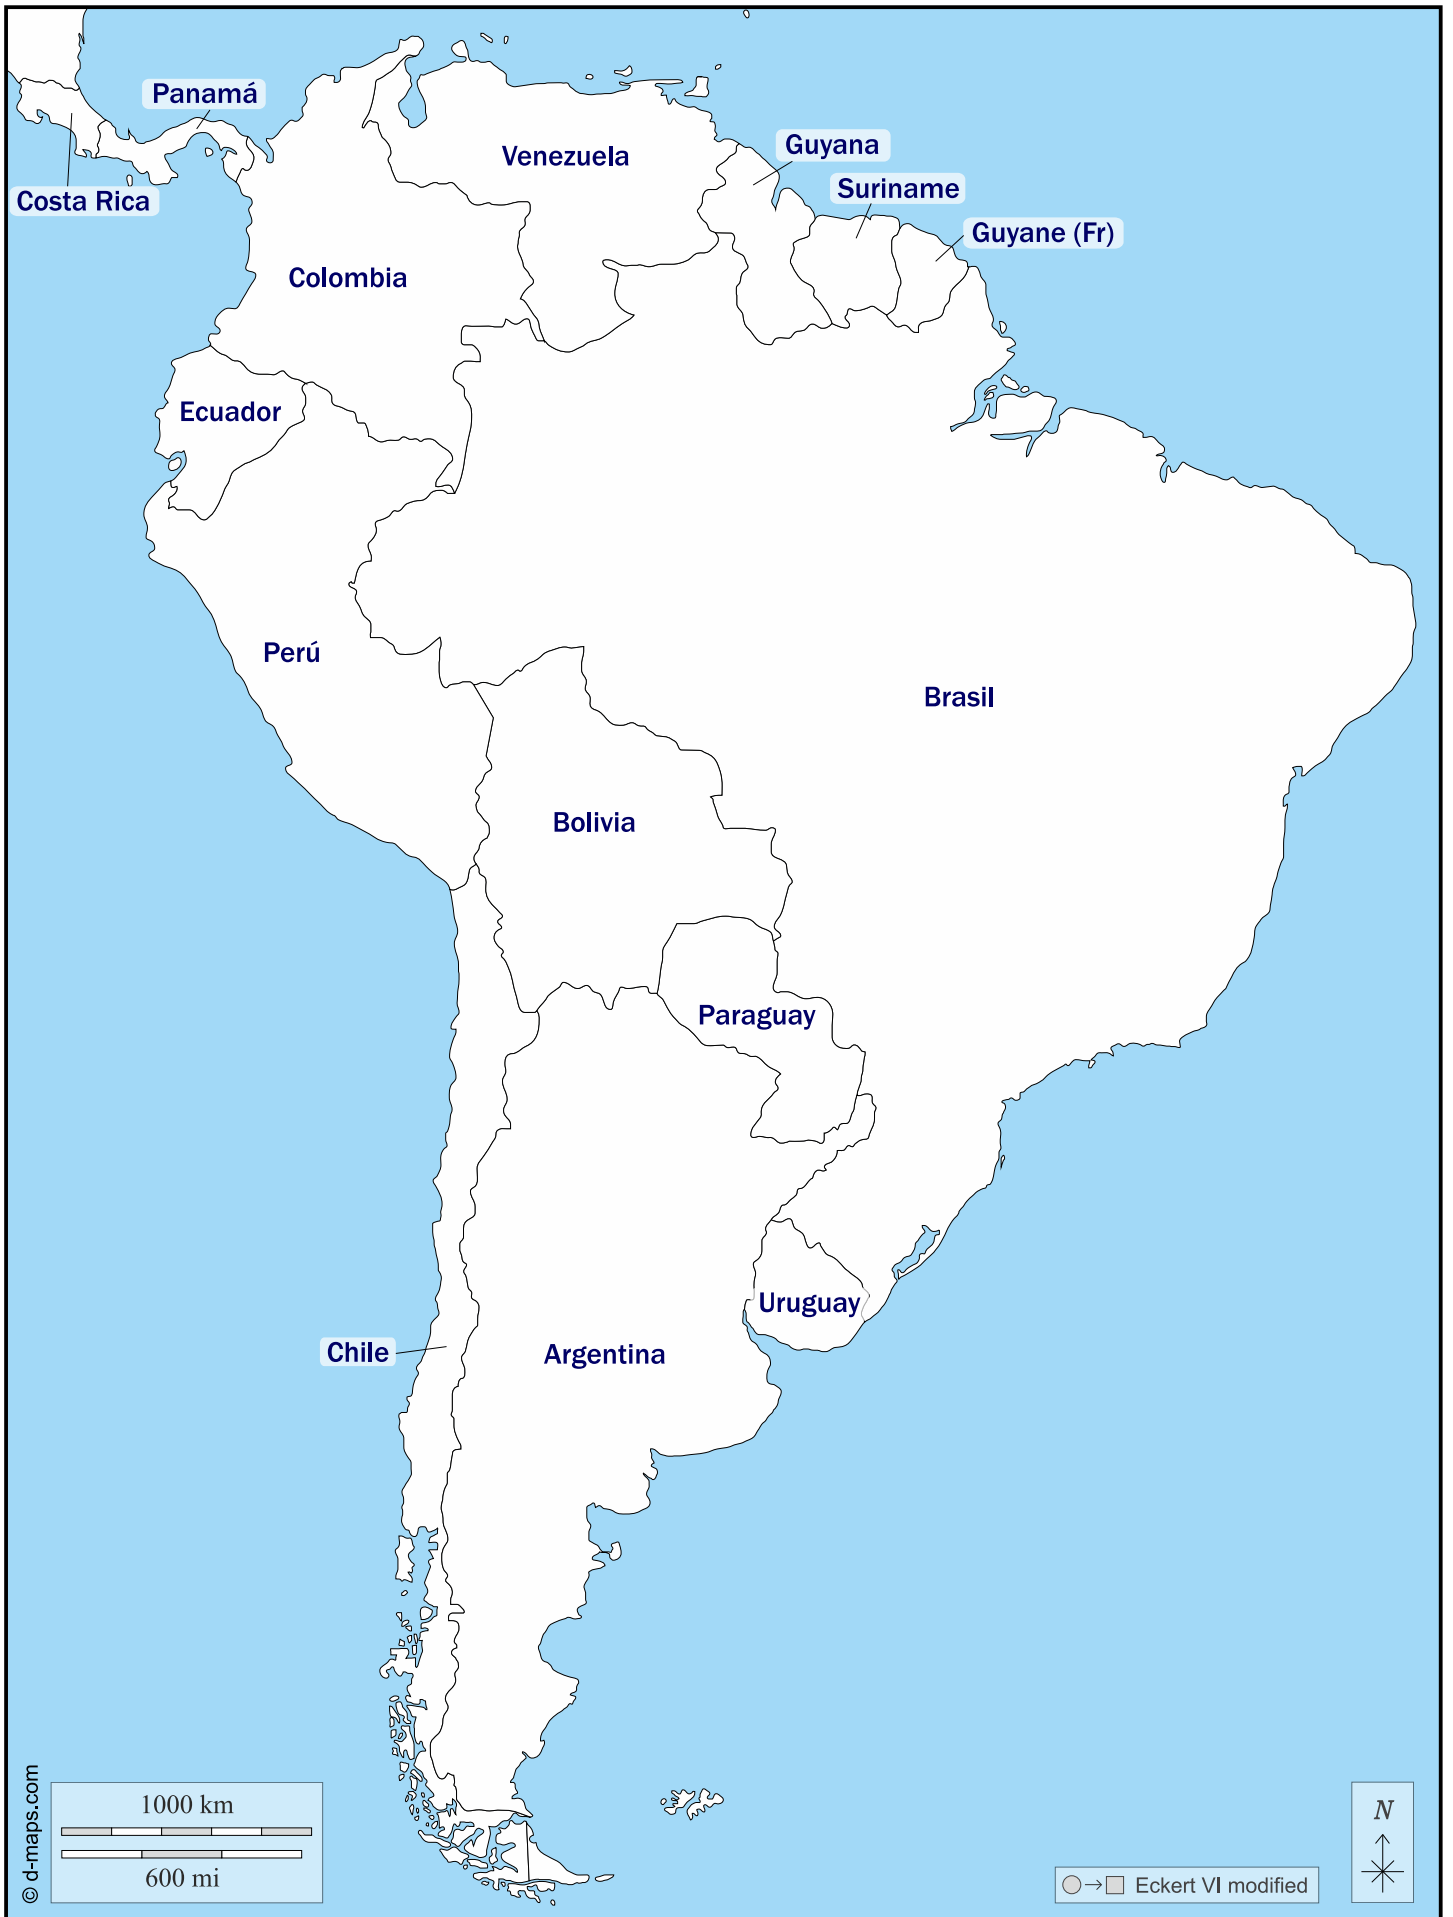 Panamá
Costa Rica
Venezuela
Guyana
Suriname
Guyane (Fr)
Colombia
Ecuador
Perú
Brasil
Bolivia
Paraguay
Uruguay
Chile
Argentina
© d-maps.com
1000 km
600 mi
Eckert VI modified
N